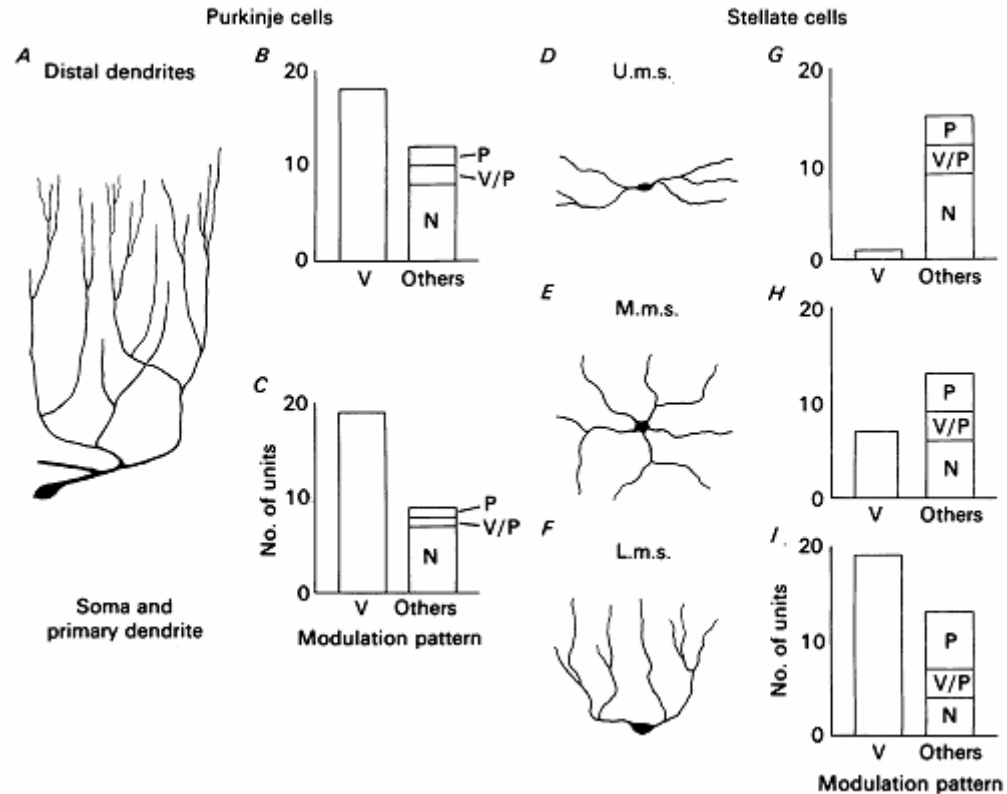 Purkinje cells
A
Distal dendrites
B
20
10
0
P
V/P
N
V
Others
C
20
10
0
No. of units
P
V/P
N
V
Others
Modulation pattern
Soma and
primary dendrite
Stellate cells
D
U.m.s.
G
20
10
0
P
V/P
N
V
Others
E
M.m.s.
H
20
10
0
P
V/P
N
V
Others
F
L.m.s.
I.
20
10
0
No. of units
P
V/P
N
V
Others
Modulation pattern